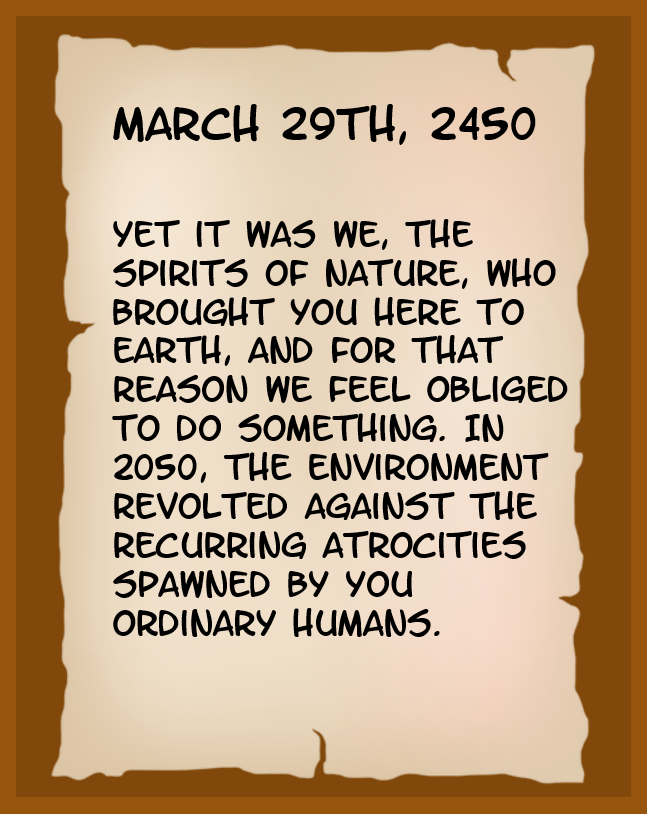 MARCH 29TH, 2450
YET IT WAS WE, THE
SPIRITS OF NATURE, WHO
BROUGHT YOU HERE TO
EARTH, AND FOR THAT
REASON WE FEEL OBLIGED
TO DO SOMETHING. IN
2050, THE ENVIRONMENT
REVOLTED AGAINST THE
RECURRING ATROCITIES
SPAWNED BY YOU
ORDINARY HUMANS.